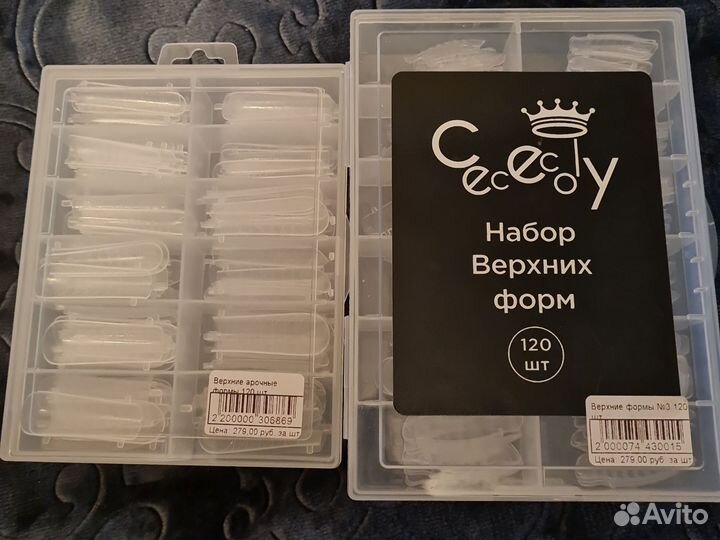 Cececoly
Набор
Верхних
форм
120
шт
Верхние арочные
формы 120 шт
2 200000 306869
Цена: 279,00 руб. за шт
Верхние формы №3 120
шт
2 000074 430015
Цена: 279,00 руб. за шт
Avito